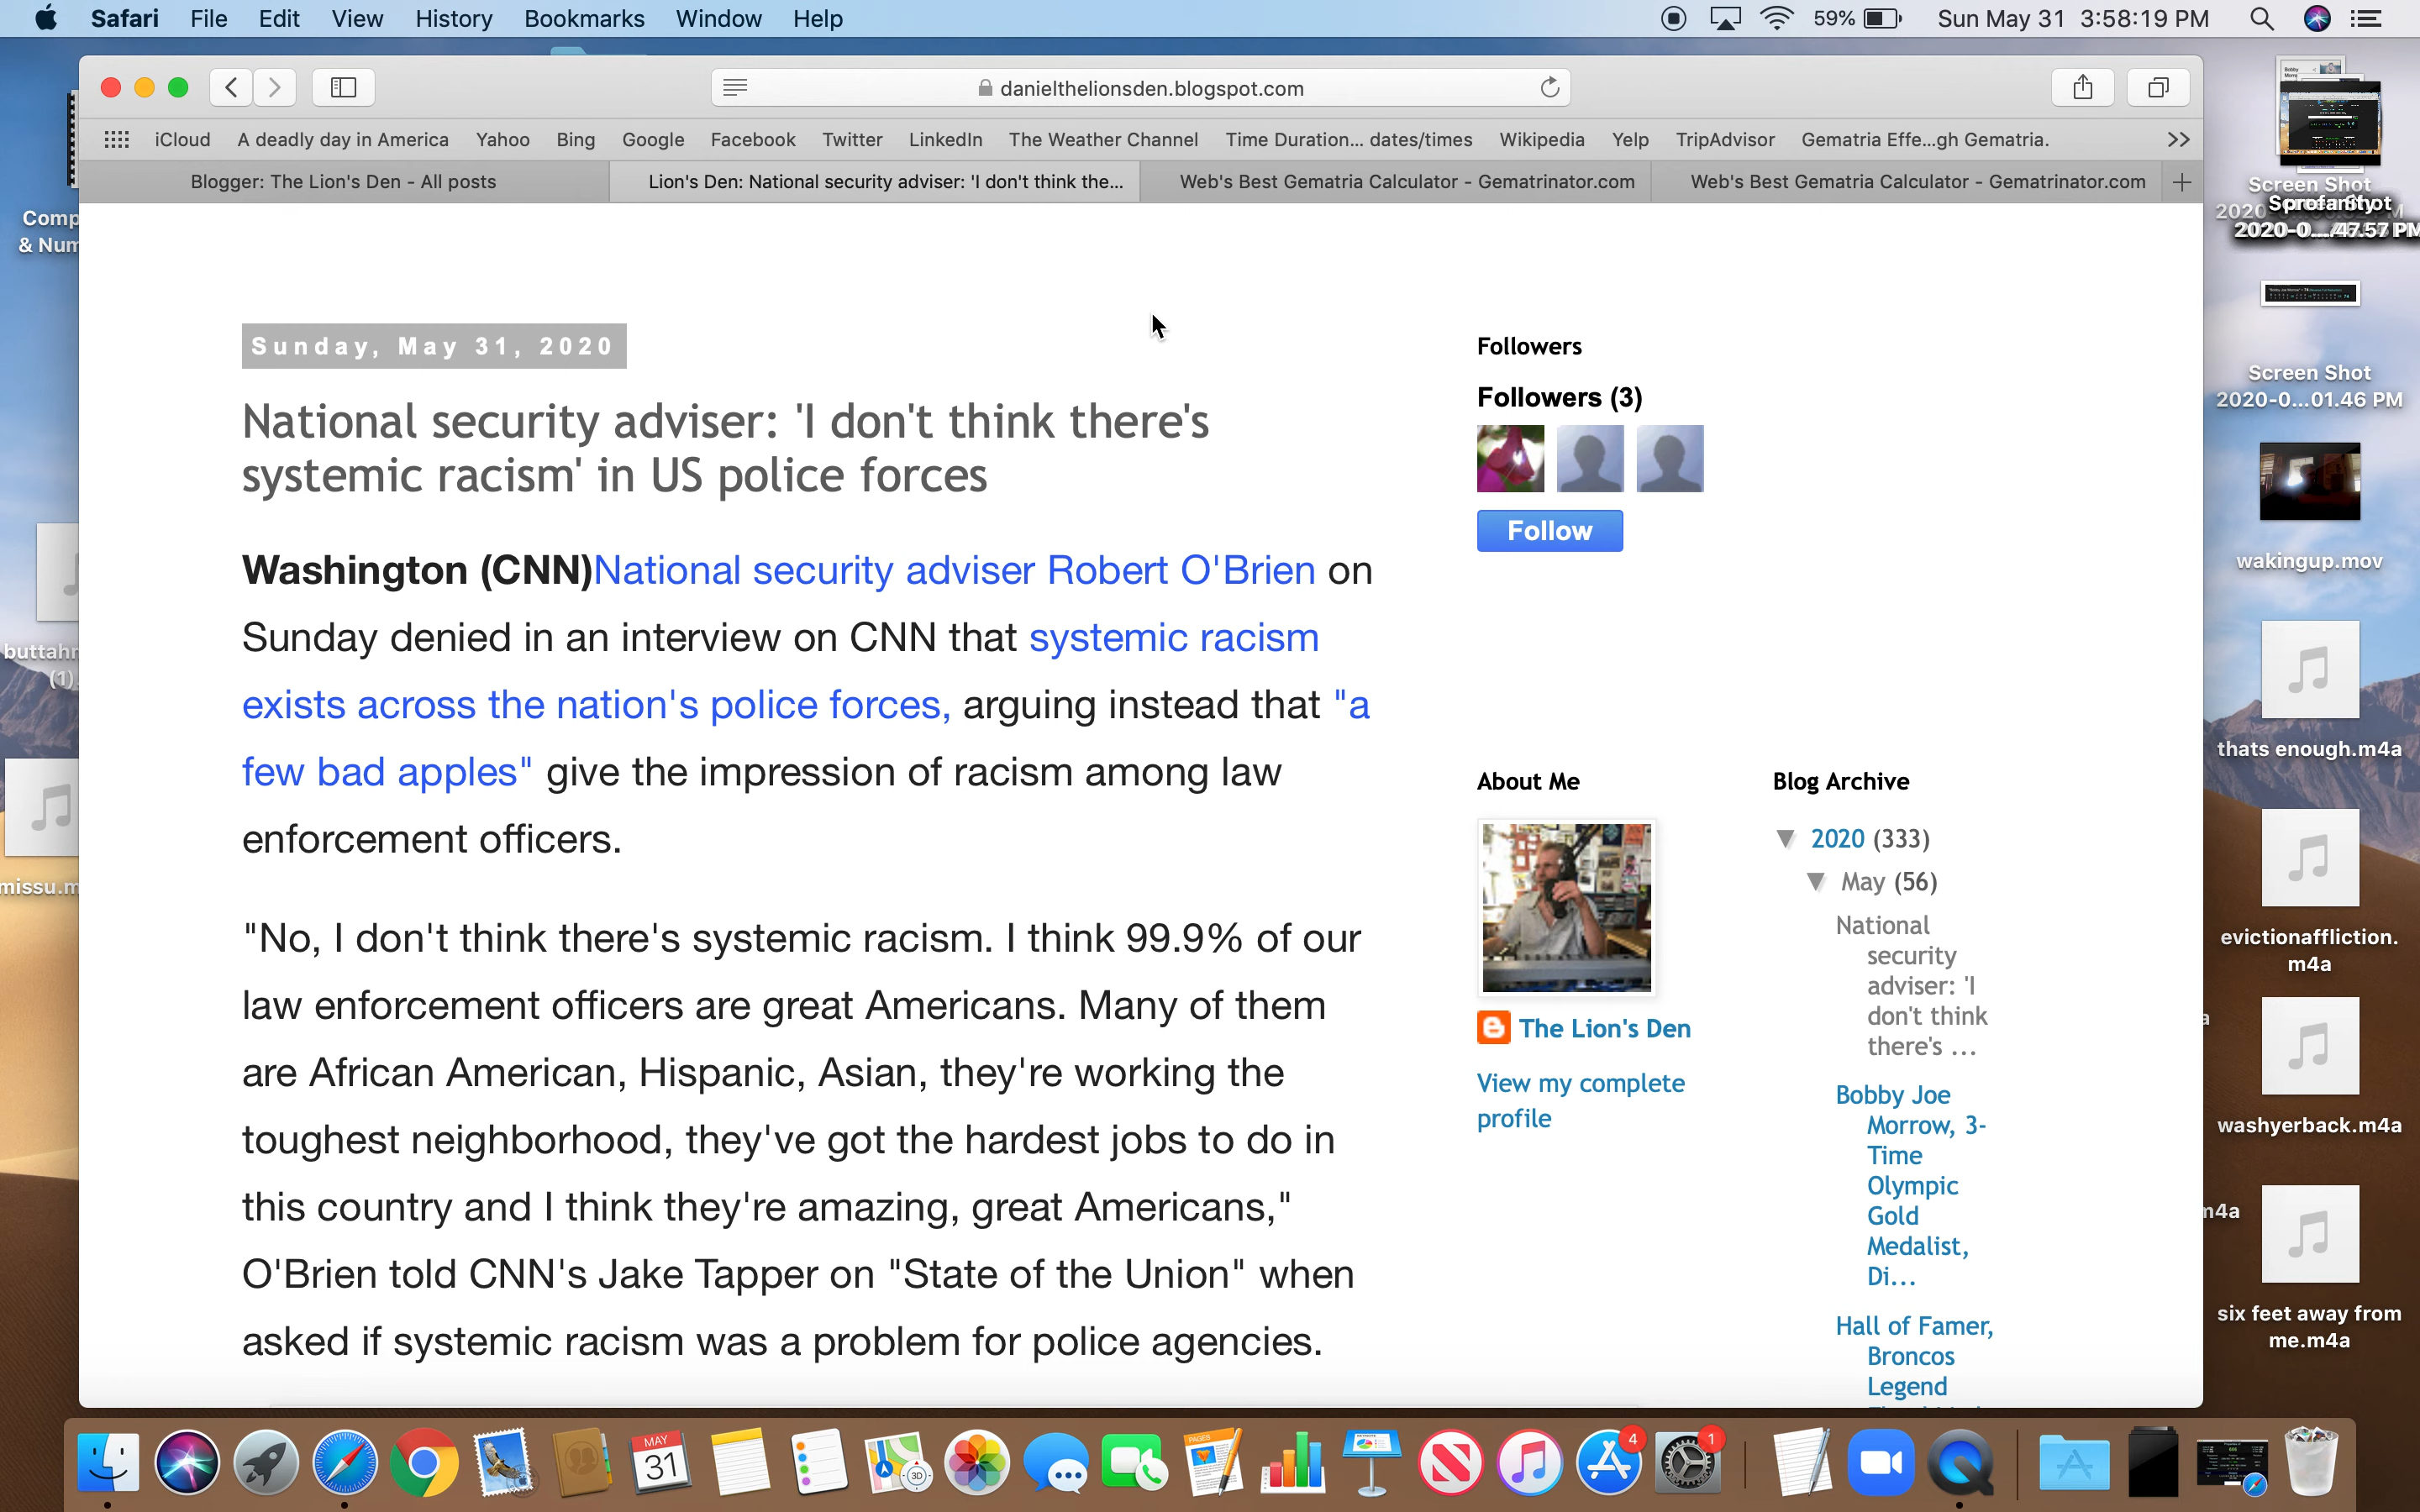 Safari File Edit View History Bookmarks Window Help
59% Sun May 31 3:58:19 PM
danielthelionsden.blogspot.com
iCloud A deadly day in America Yahoo Bing Google Facebook Twitter LinkedIn The Weather Channel Time Duration... dates/times Wikipedia Yelp TripAdvisor Gematria Effe...gh Gematria.
Blogger: The Lion's Den - All posts
Lion's Den: National security adviser: 'I don't think the...
Web's Best Gematria Calculator - Gematrinator.com
Web's Best Gematria Calculator - Gematrinator.com
Sunday, May 31, 2020
National security adviser: 'I don't think there's
systemic racism' in US police forces
Washington (CNN)National security adviser Robert O'Brien on
Sunday denied in an interview on CNN that systemic racism
exists across the nation's police forces, arguing instead that "a
few bad apples" give the impression of racism among law
enforcement officers.
"No, I don't think there's systemic racism. I think 99.9% of our
law enforcement officers are great Americans. Many of them
are African American, Hispanic, Asian, they're working the
toughest neighborhood, they've got the hardest jobs to do in
this country and I think they're amazing, great Americans,"
O'Brien told CNN's Jake Tapper on "State of the Union" when
asked if systemic racism was a problem for police agencies.
Followers
Followers (3)
Follow
About Me
The Lion's Den
View my complete
profile
Blog Archive
2020 (333)
May (56)
National
security
adviser: 'I
don't think
there's ...
Bobby Joe
Morrow, 3-
Time
Olympic
Gold
Medalist,
Di...
Hall of Famer,
Broncos
Legend
Comp
& Num
buttahr
(1)
missu.m
Screen Shot
Screen Shot
2020-0...01.46 PM
wakingup.mov
thats enough.m4a
evictionaffliction.
m4a
washyerback.m4a
six feet away from
me.m4a
MAY
31
PAGES
3D
4
1